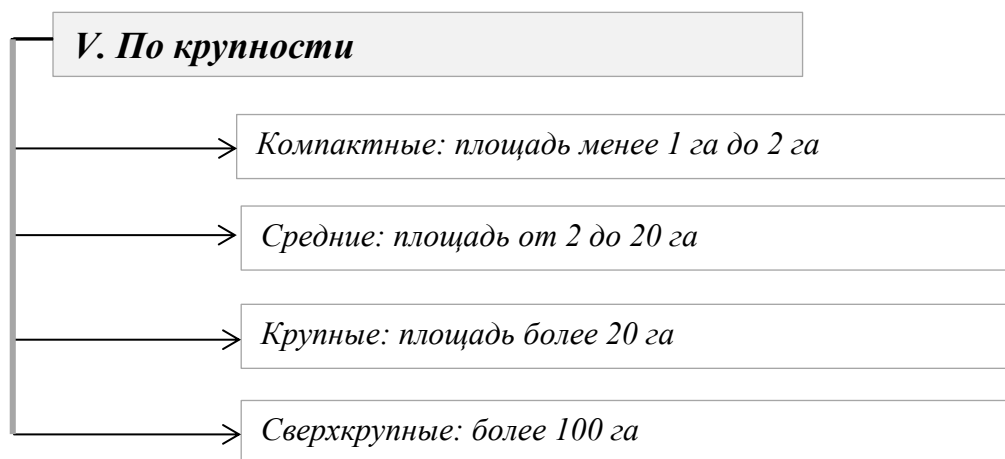 V. По крупности
Компактные: площадь менее 1 га до 2 га
Средние: площадь от 2 до 20 га
Крупные: площадь более 20 га
Сверхкрупные: более 100 га